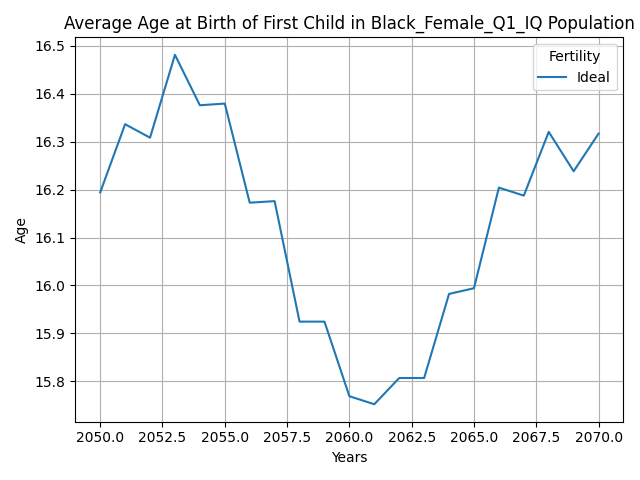 Average Age at Birth of First Child in Black_Female_Q1_IQ Population
Fertility
Ideal
16.5
16.4
16.3
16.2
16.1
16.0
15.9
15.8
Age
2050.0 2052.5 2055.0 2057.5 2060.0 2062.5 2065.0 2067.5 2070.0
Years